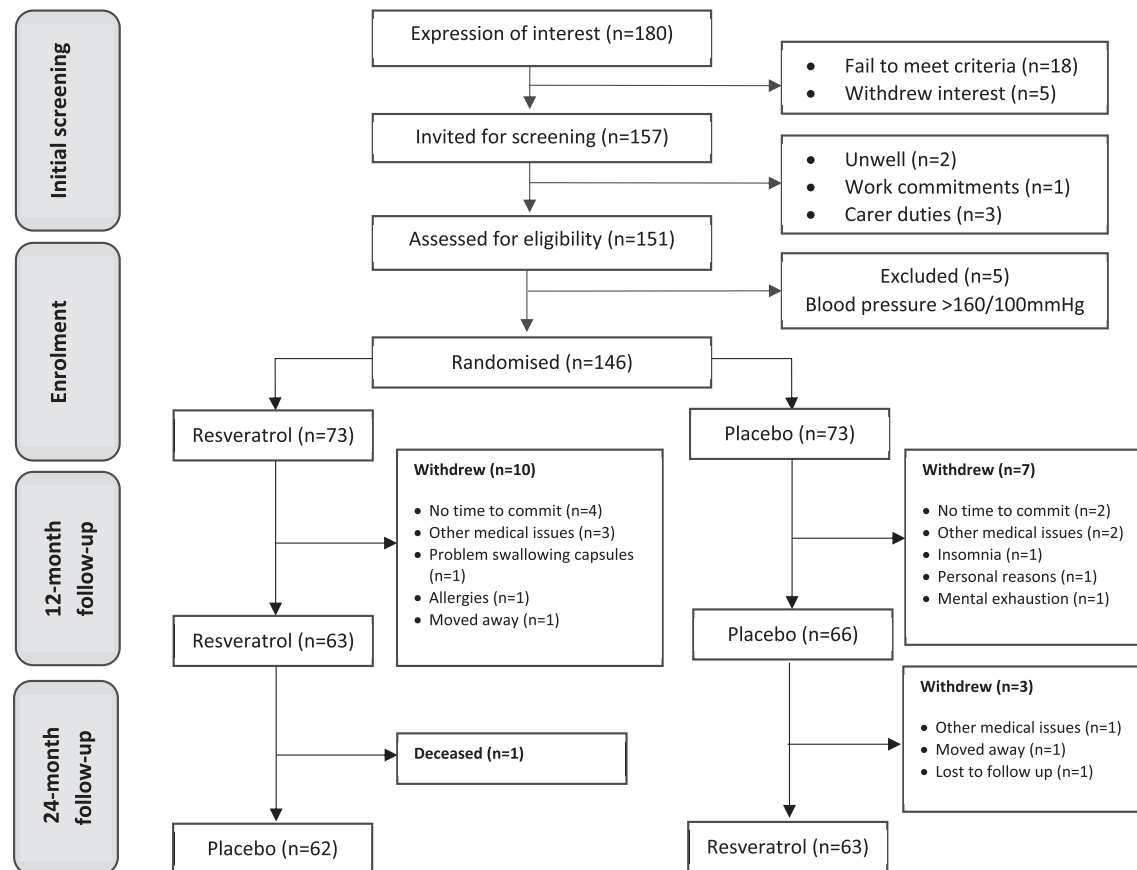 Initial screening
Expression of interest (n=180)
• Fail to meet criteria (n=18)
• Withdrew interest (n=5)
Invited for screening (n=157)
• Unwell (n=2)
• Work commitments (n=1)
• Carer duties (n=3)
Assessed for eligibility (n=151)
Enrolment
Excluded (n=5)
Blood pressure >160/100mmHg
Randomised (n=146)
Resveratrol (n=73)
Placebo (n=73)
12-month
follow-up
Withdrew (n=10)
• No time to commit (n=4)
• Other medical issues (n=3)
• Problem swallowing capsules
(n=1)
• Allergies (n=1)
• Moved away (n=1)
Withdrew (n=7)
• No time to commit (n=2)
• Other medical issues (n=2)
• Insomnia (n=1)
• Personal reasons (n=1)
• Mental exhaustion (n=1)
Resveratrol (n=63)
Placebo (n=66)
24-month
follow-up
Deceased (n=1)
Withdrew (n=3)
• Other medical issues (n=1)
• Moved away (n=1)
• Lost to follow up (n=1)
Placebo (n=62)
Resveratrol (n=63)